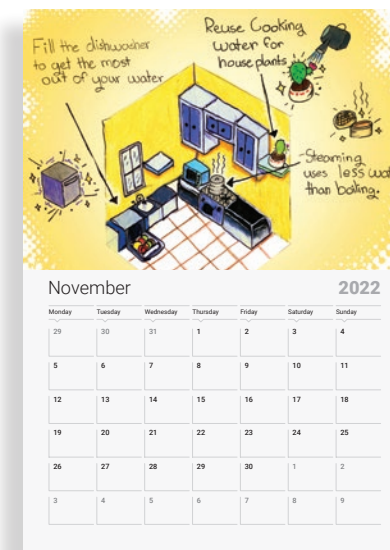 Fill the dishwasher
to get the most
out of your water
Reuse Cooking
water for
house plants
Steaming
uses less wat
than boiling.
November 2022
Monday Tuesday Wednesday Thursday Friday Saturday Sunday
29 30 31 1 2 3 4
5 6 7 8 9 10 11
12 13 14 15 16 17 18
19 20 21 22 23 24 25
26 27 28 29 30 1 2
3 4 5 6 7 8 9